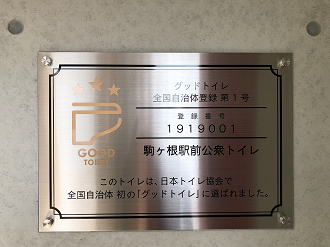 グッドトイレ
全国自治体登録 第1号
登録番号
1919001
駒ヶ根駅前公衆トイレ
GOOD
TOILET
このトイレは、日本トイレ協会で
全国自治体 初の「グッドトイレ」に選ばれました。